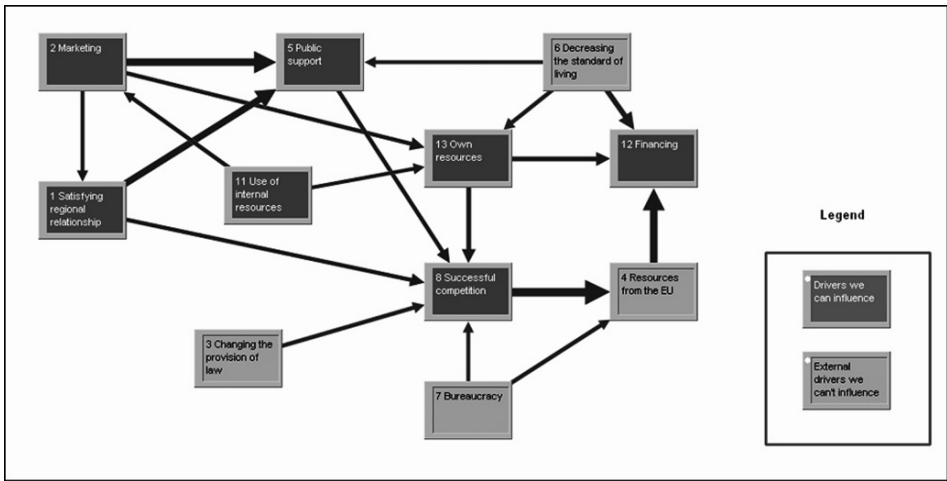 2 Marketing
5 Public
support
6 Decreasing
the standard of
living
13 Own
resources
12 Financing
11 Use of
internal
resources
1 Satisfying
regional
relationship
8 Successful
competition
4 Resources
from the EU
3 Changing the
provision of
law
7 Bureaucracy
Legend
Drivers we
can influence
External
drivers we
can't influence